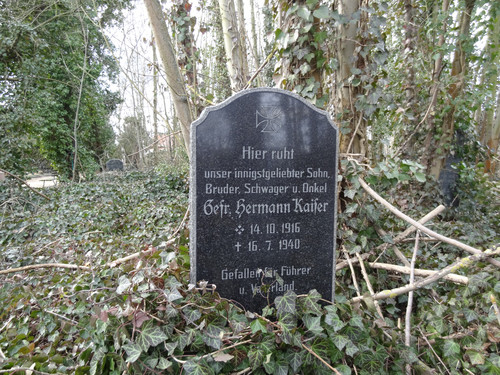 Hier ruht
unser innigstgeliebter Sohn,
Bruder, Schwager u. Onkel
Gefr. Hermann Kaiser
14. 10. 1916
† 16. 7. 1940
Gefallen für Führer
u. Vaterland.